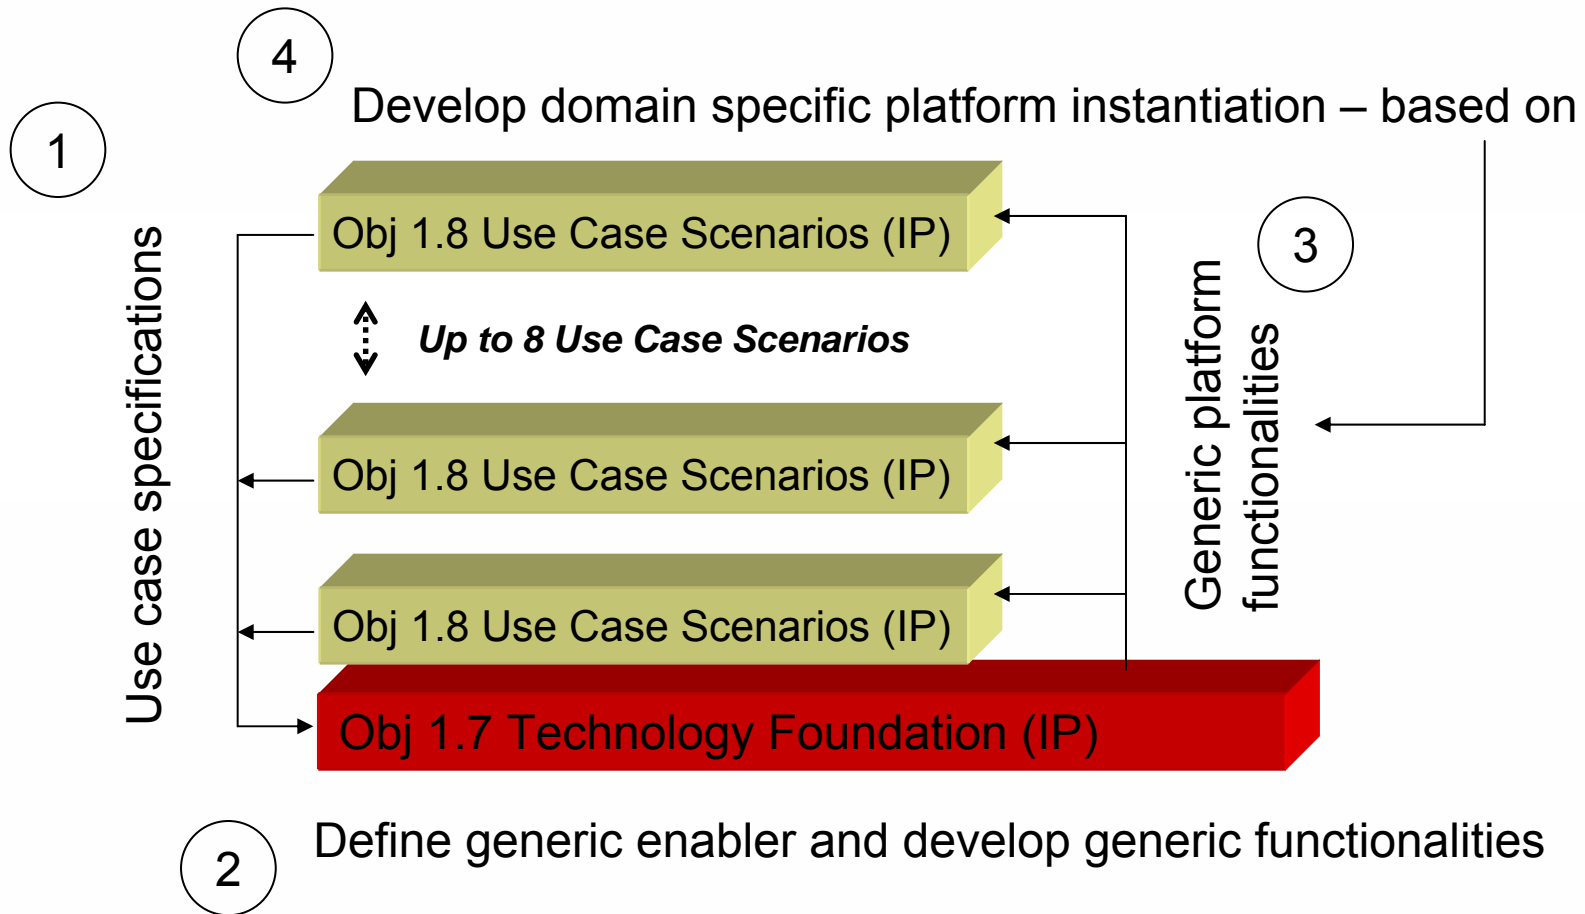 4
Develop domain specific platform instantiation – based on
1
Use case specifications
Obj 1.8 Use Case Scenarios (IP)
3
Generic platform
functionalities
Up to 8 Use Case Scenarios
Obj 1.8 Use Case Scenarios (IP)
Obj 1.8 Use Case Scenarios (IP)
Obj 1.7 Technology Foundation (IP)
2
Define generic enabler and develop generic functionalities